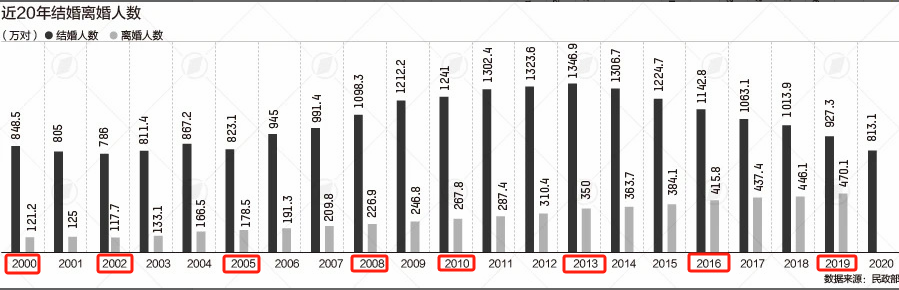 近20年结婚离婚人数
（万对） 结婚人数 离婚人数
848.5 121.2 805 125 786 117.7 811.4 133.1 867.2 166.5 823.1 178.5 945 191.3 991.4 209.8 1098.3 226.9 1212.2 246.8 1241 267.8 1302.4 287.4 1323.6 310.4 1346.9 350 1306.7 363.7 1224.7 384.1 1142.8 415.8 1063.1 437.4 1013.9 446.1 927.3 470.1 813.1
2000 2001 2002 2003 2004 2005 2006 2007 2008 2009 2010 2011 2012 2013 2014 2015 2016 2017 2018 2019 2020
数据来源：民政部